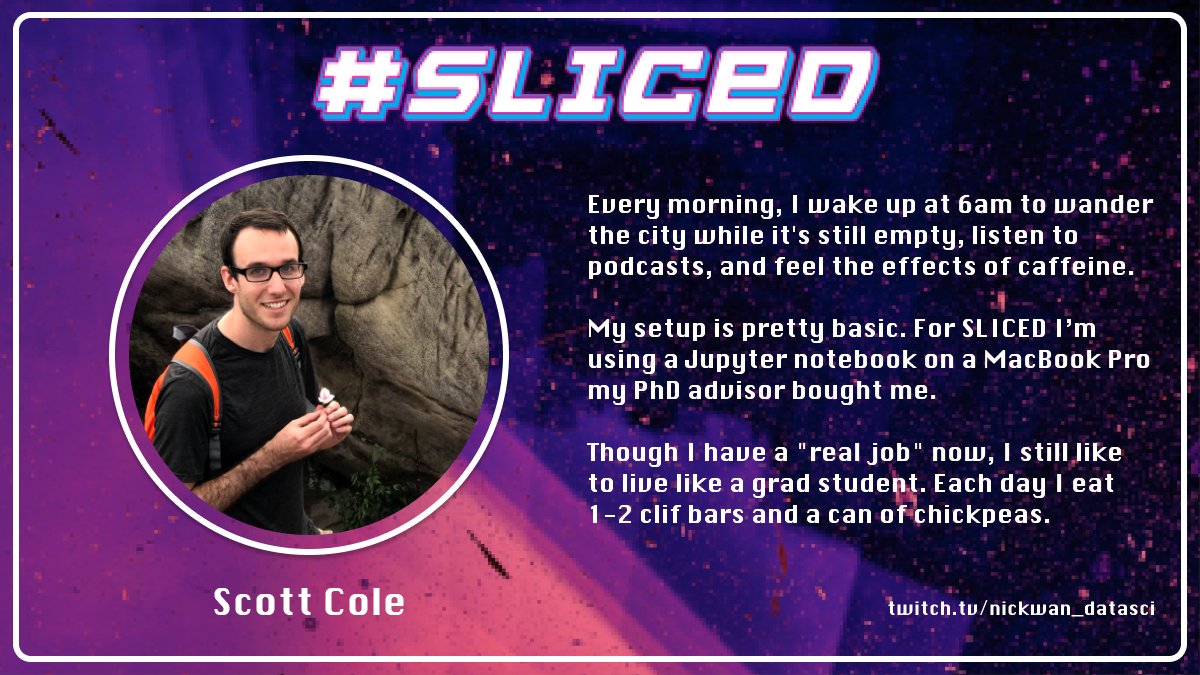 #SLICED
Every morning, I wake up at 6am to wander
the city while it's still empty, listen to
podcasts, and feel the effects of caffeine.
My setup is pretty basic. For SLICED I’m
using a Jupyter notebook on a MacBook Pro
my PhD advisor bought me.
Though I have a "real job" now, I still like
to live like a grad student. Each day I eat
1-2 clif bars and a can of chickpeas.
Scott Cole
twitch.tv/nickwan_datasci